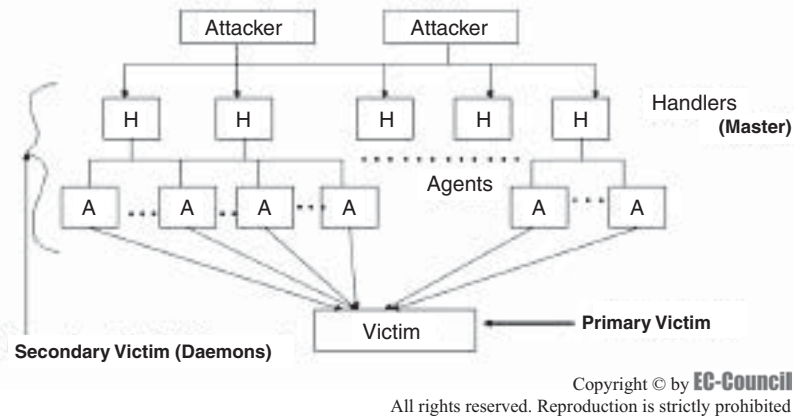 Attacker Attacker
H H H H H
Handlers
(Master)
Agents
A A A A A A
Victim
Primary Victim
Secondary Victim (Daemons)
Copyright © by EC-Council
All rights reserved. Reproduction is strictly prohibited